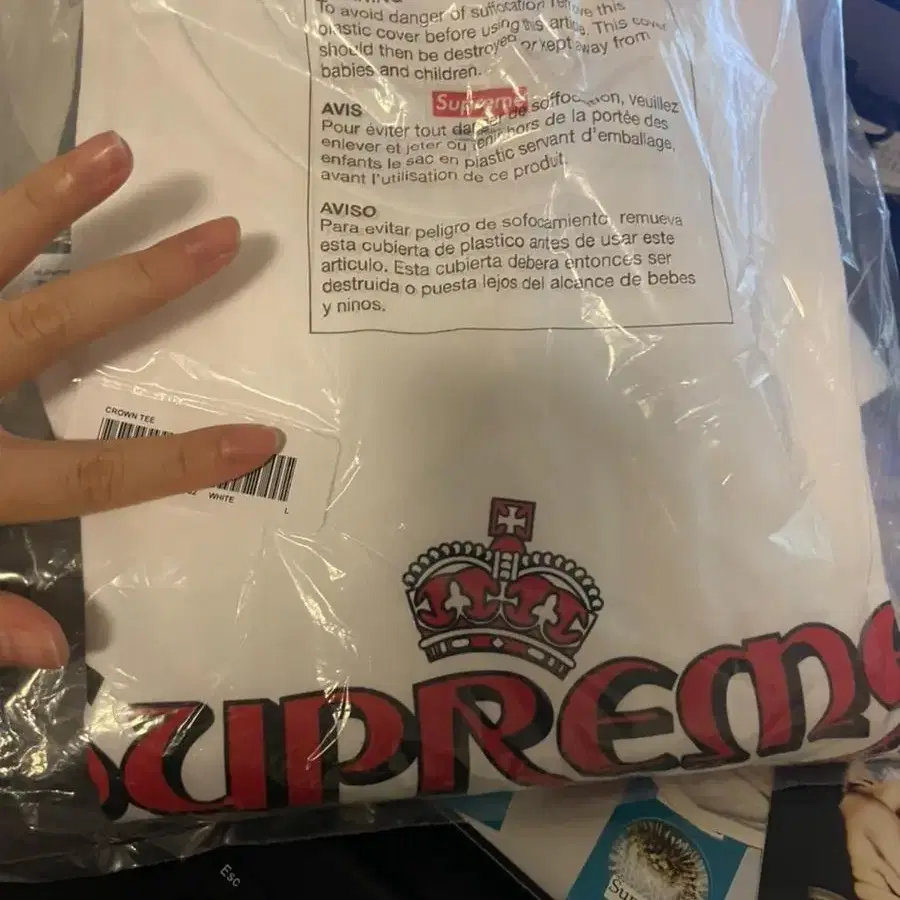 To avoid danger of suffocation remove this
plastic cover before using this article. This cover
should then be destroyed or kept away from
babies and children.
Supreme
AVIS
Pour éviter tout danger de soffocation, veuillez
enlever et jeter ou tenir hors de la portée des
enfants le sac en plastic servant d'emballage,
avant l'utilisation de ce produit.
AVISO
Para evitar peligro de sofocamiento remueva
esta cubierta de plastico antes de usar este
articulo. Esta cubierta debera entonces ser
destruida o puesta lejos del alcance de bebes
y ninos.
CROWN TEE
WHITE
L
SUPREME
Esc